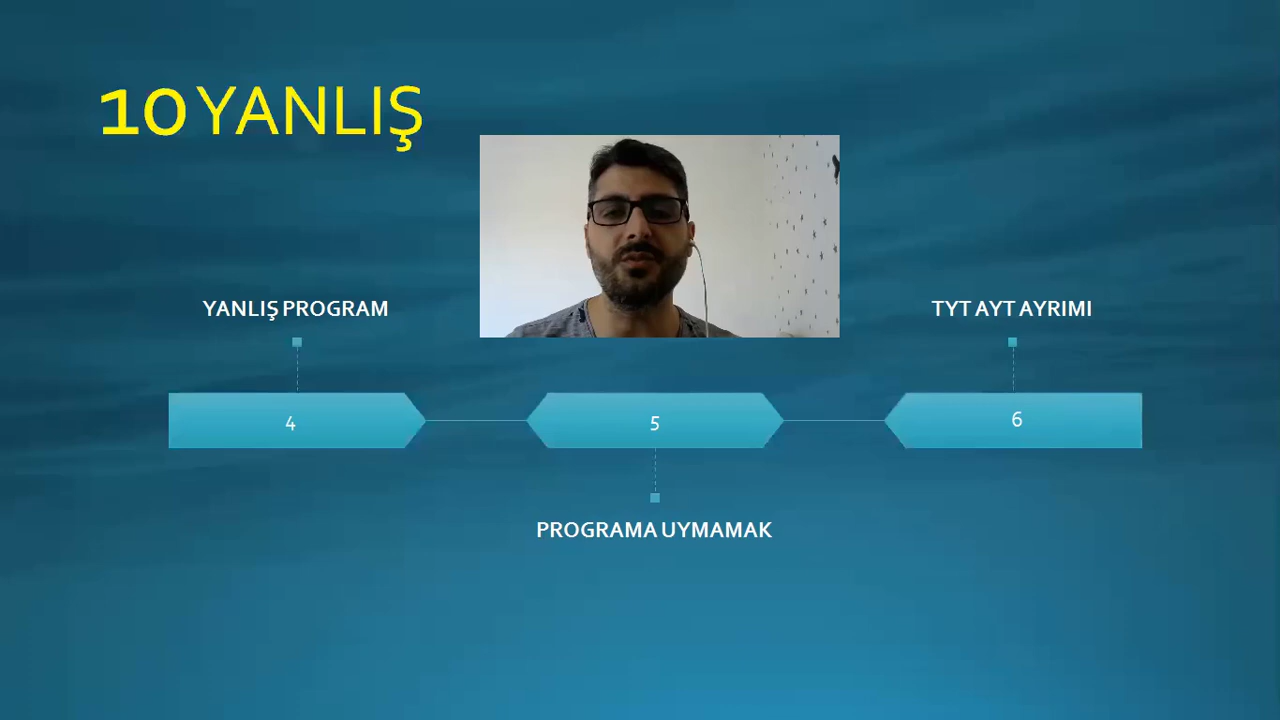 10 YANLIŞ
YANLIŞ PROGRAM
TYT AYT AYRIMI
4
5
6
PROGRAMA UYMAMAK